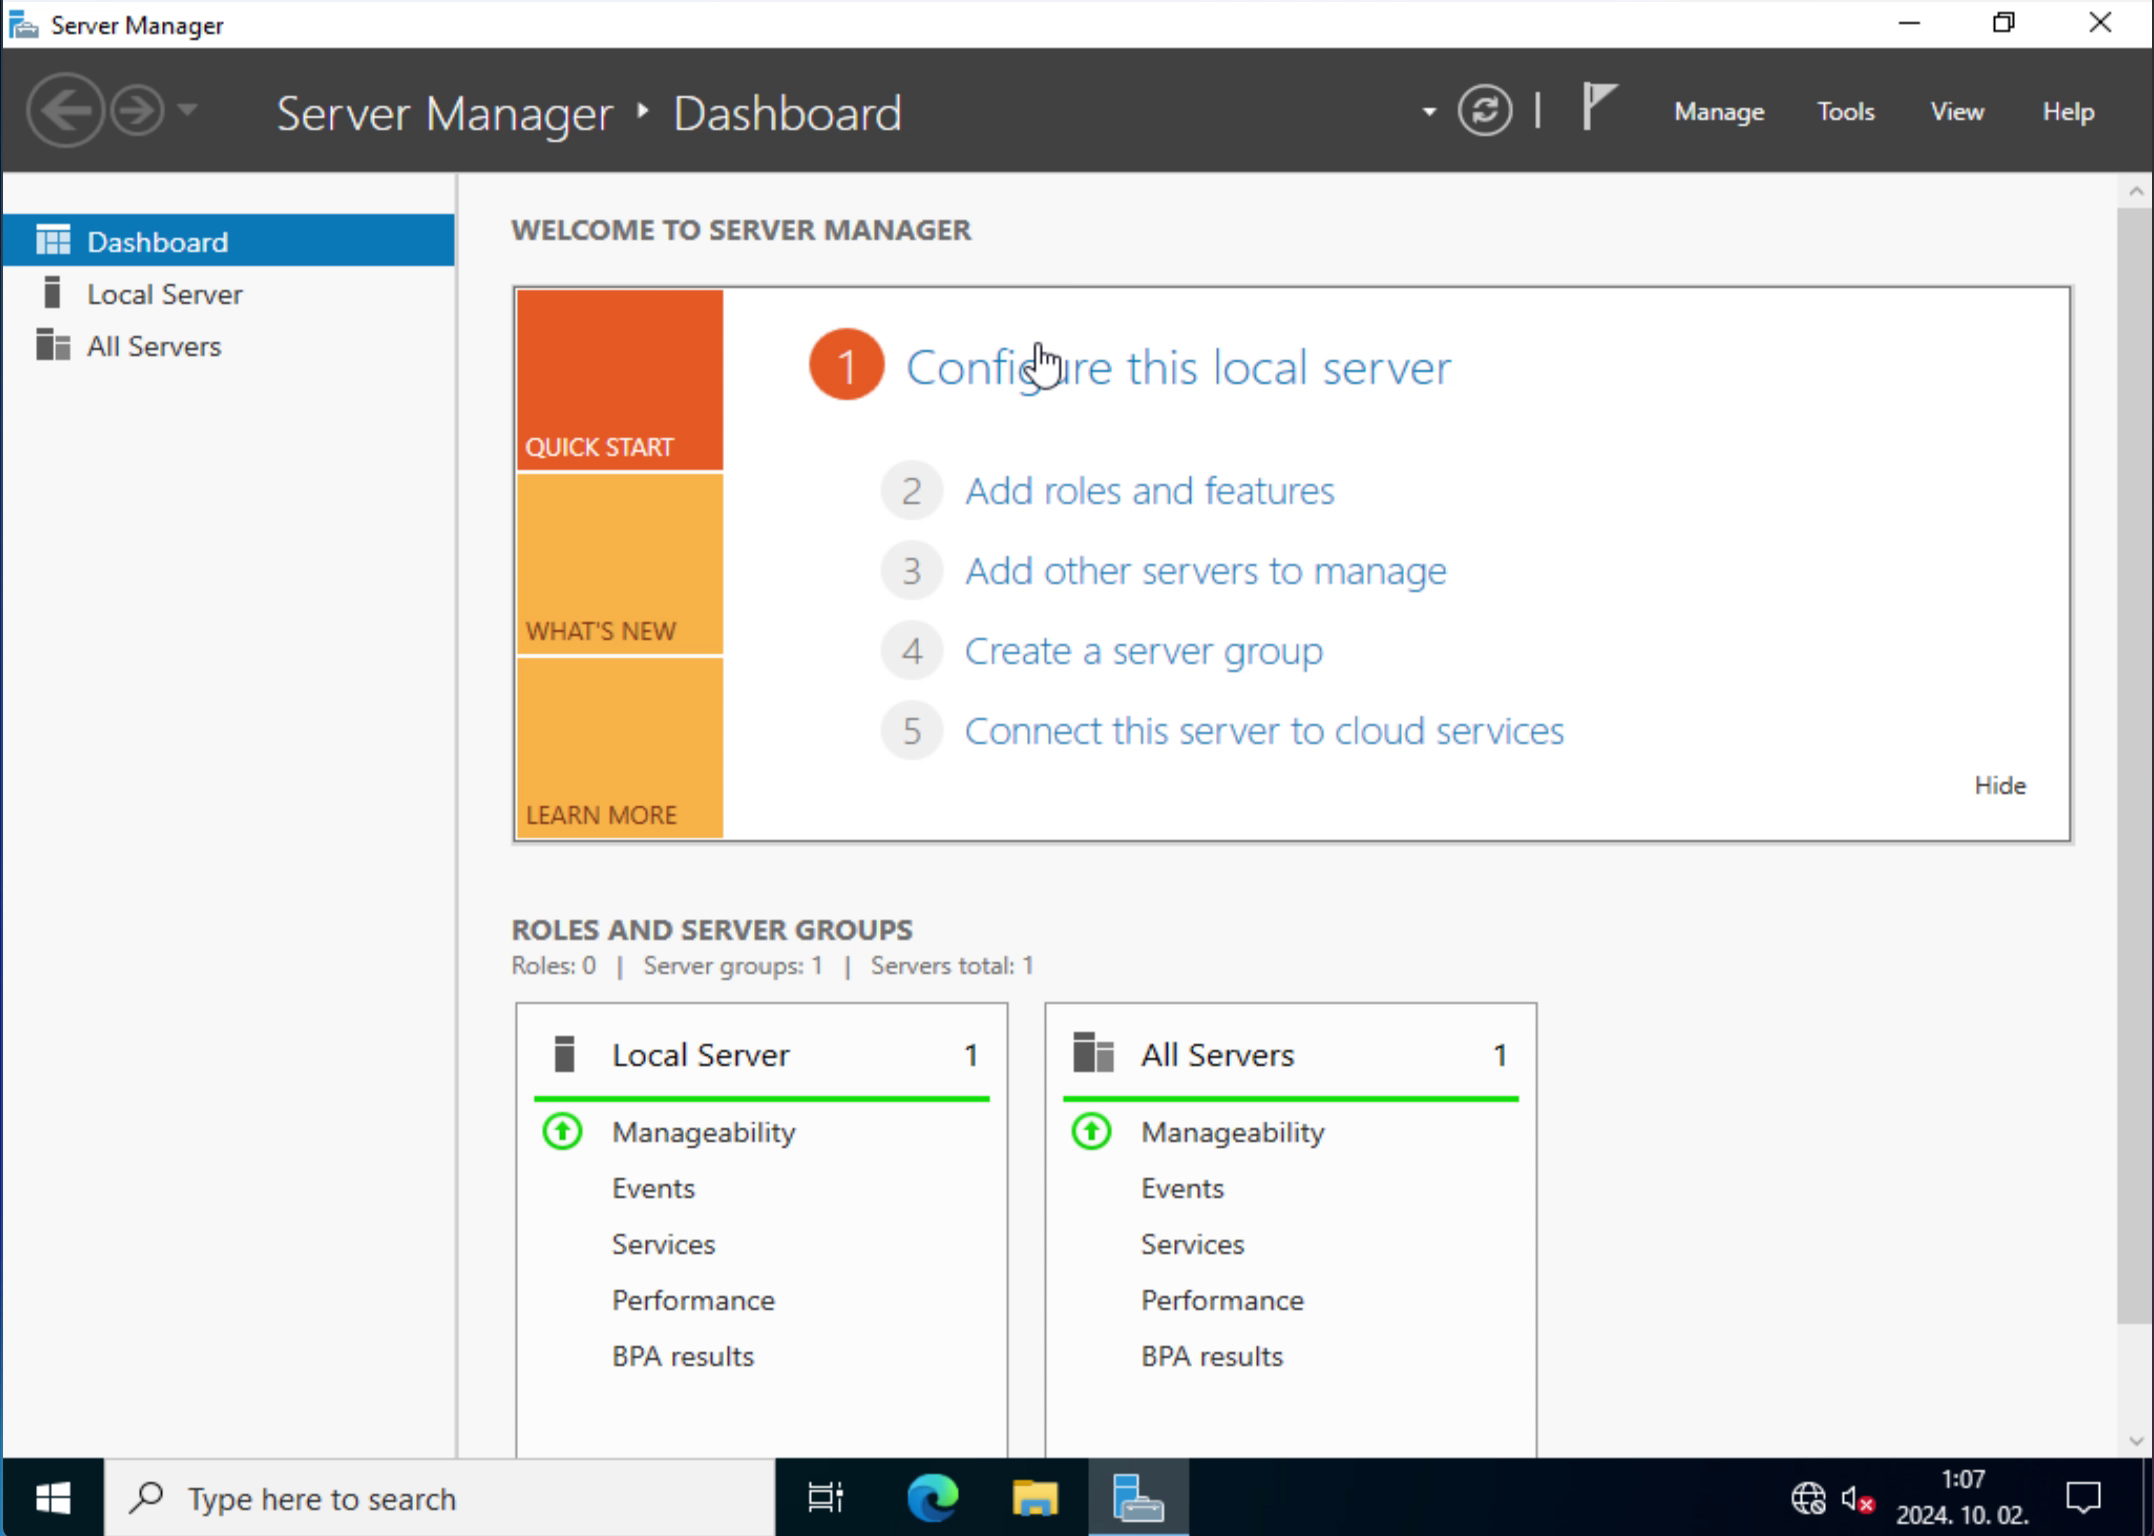 Server Manager
Server Manager ‣ Dashboard
Manage
Tools
View
Help
Dashboard
Local Server
All Servers
WELCOME TO SERVER MANAGER
QUICK START
WHAT'S NEW
LEARN MORE
1 Configure this local server
2 Add roles and features
3 Add other servers to manage
4 Create a server group
5 Connect this server to cloud services
Hide
ROLES AND SERVER GROUPS
Roles: 0 | Server groups: 1 | Servers total: 1
Local Server 1
Manageability
Events
Services
Performance
BPA results
All Servers 1
Manageability
Events
Services
Performance
BPA results
Type here to search
1:07
2024. 10. 02.